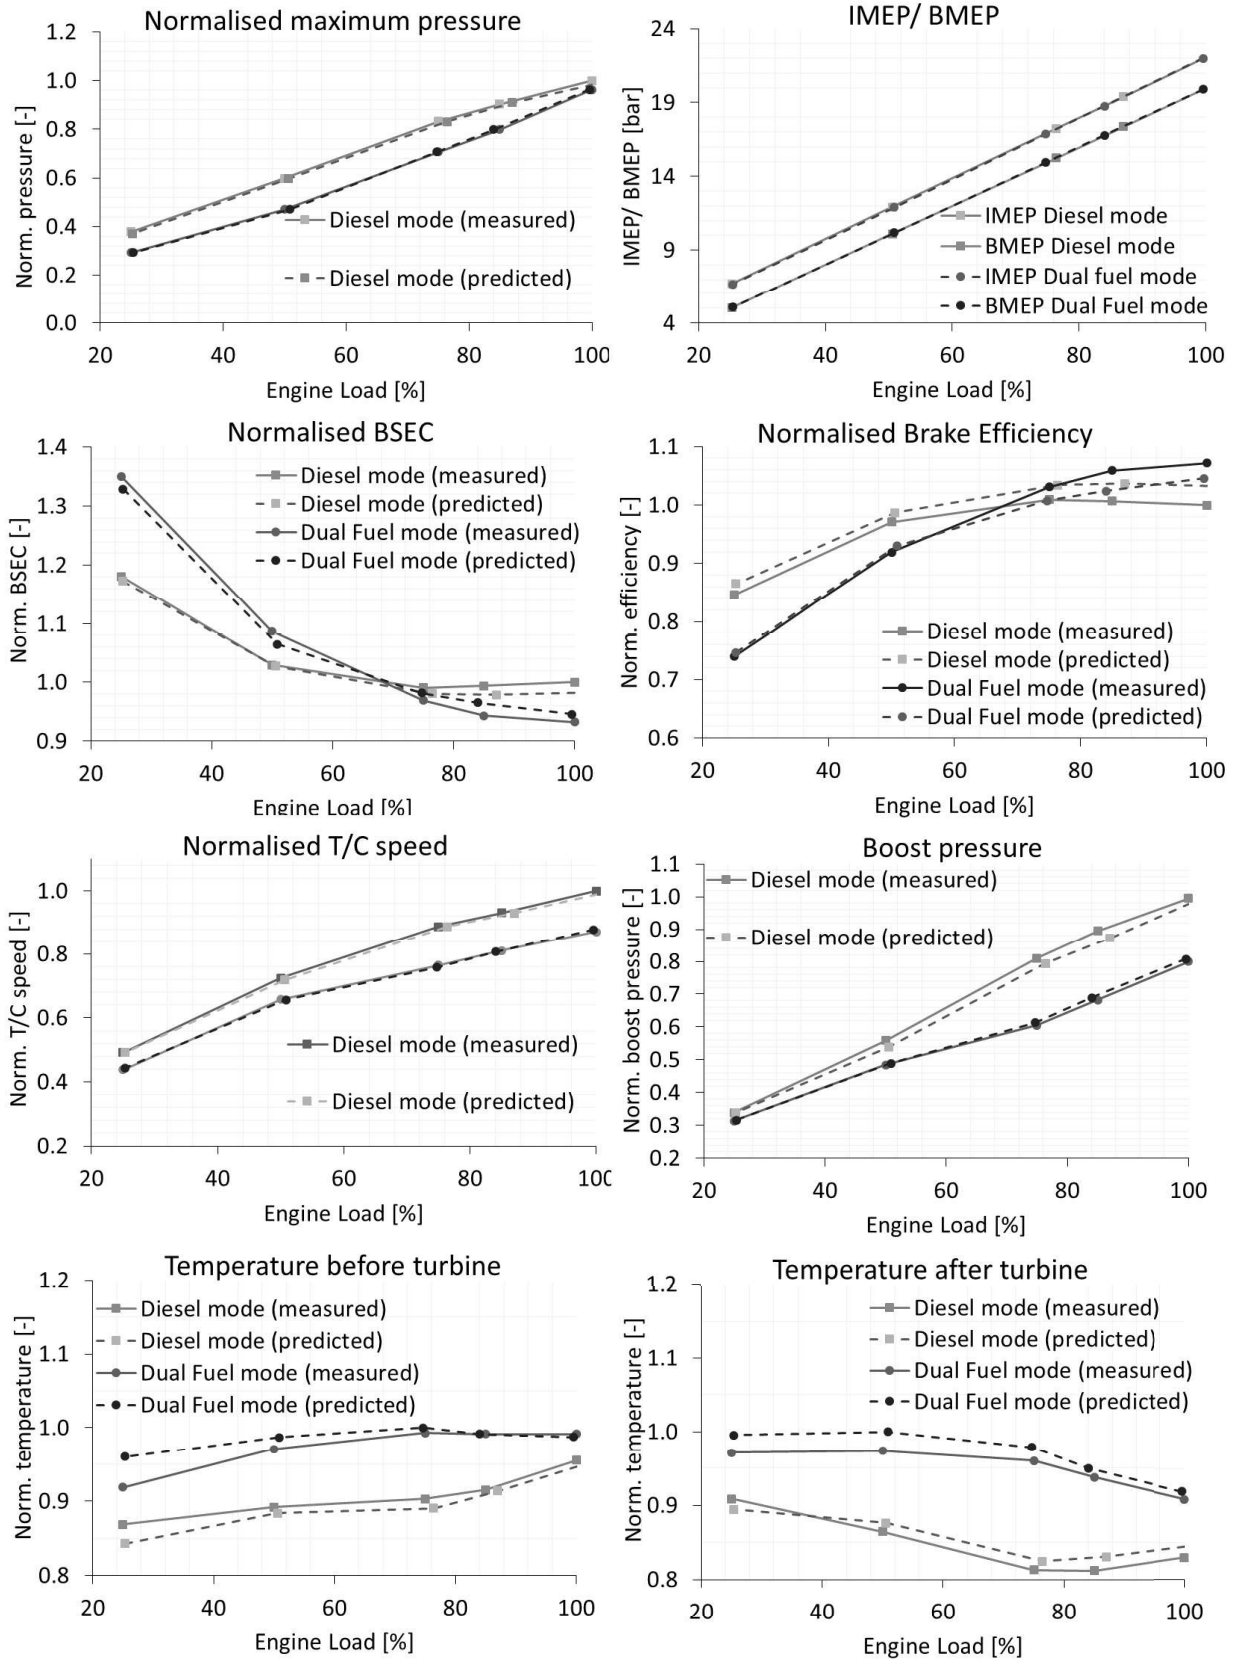 Normalised maximum pressure
Norm. pressure [-]
1.2
1.0
0.8
0.6
0.4
0.2
0.0
Diesel mode (measured)
Diesel mode (predicted)
20 40 60 80 100
Engine Load [%]
IMEP/ BMEP
IMEP/ BMEP [bar]
24
19
14
9
4
IMEP Diesel mode
BMEP Diesel mode
IMEP Dual fuel mode
BMEP Dual Fuel mode
20 40 60 80 100
Engine Load [%]
Normalised BSEC
Norm. BSEC [-]
1.4
1.3
1.2
1.1
1.0
0.9
Diesel mode (measured)
Diesel mode (predicted)
Dual Fuel mode (measured)
Dual Fuel mode (predicted)
20 40 60 80 100
Engine Load [%]
Normalised Brake Efficiency
Norm. efficiency [-]
1.1
1.0
0.9
0.8
0.7
0.6
Diesel mode (measured)
Diesel mode (predicted)
Dual Fuel mode (measured)
Dual Fuel mode (predicted)
20 40 60 80 100
Engine Load [%]
Normalised T/C speed
Norm. T/C speed [-]
1.0
0.8
0.6
0.4
0.2
Diesel mode (measured)
Diesel mode (predicted)
20 40 60 80 100
Engine Load [%]
Boost pressure
Norm. boost pressure [-]
1.1
1.0
0.9
0.8
0.7
0.6
0.5
0.4
0.3
0.2
Diesel mode (measured)
Diesel mode (predicted)
20 40 60 80 100
Engine Load [%]
Temperature before turbine
Norm. temperature [-]
1.2
1.1
1.0
0.9
0.8
Diesel mode (measured)
Diesel mode (predicted)
Dual Fuel mode (measured)
Dual Fuel mode (predicted)
20 40 60 80 100
Engine Load [%]
Temperature after turbine
Norm. temperature [-]
1.2
1.1
1.0
0.9
0.8
Diesel mode (measured)
Diesel mode (predicted)
Dual Fuel mode (measured)
Dual Fuel mode (predicted)
20 40 60 80 100
Engine Load [%]